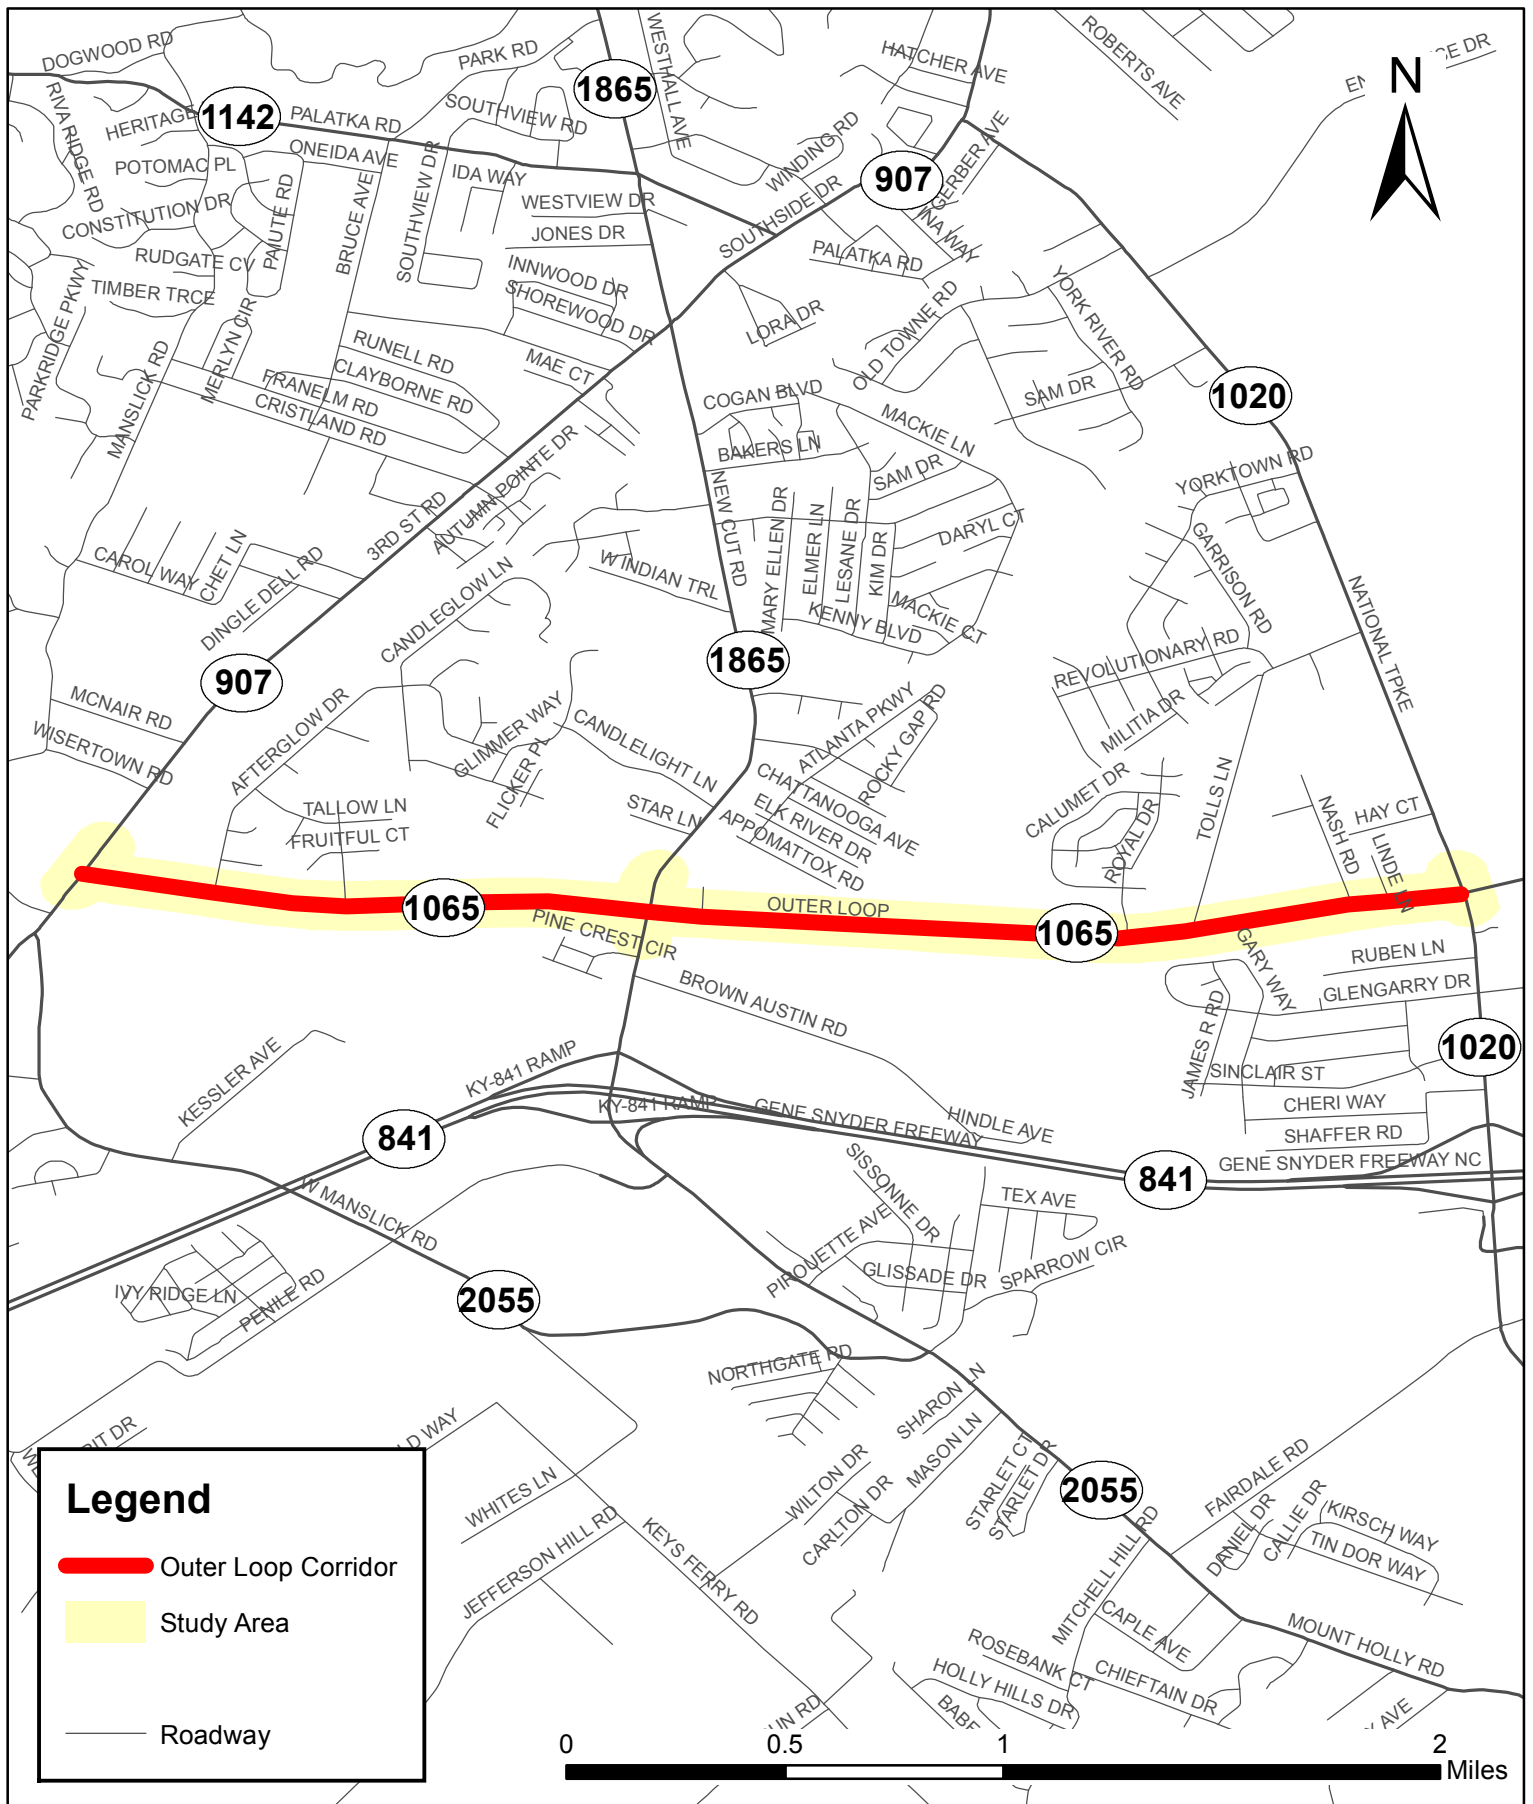 DOGWOOD RD
PARK RD
WESTHALL AVE
HATCHER AVE
ROBERTS AVE
N
1865
RIVA RIDGE RD
HERITAGE
1142
PALATKA RD
SOUTHVIEW RD
WINDING RD
GERBER AVE
POTOMAC PL
ONEIDA AVE
IDA WAY
907
CONSTITUTION DR
PAIUTE RD
BRUCE AVE
SOUTHVIEW DR
WESTVIEW DR
JONES DR
SOUTHSIDE DR
INA WAY
RUDGATE CV
INNWOOD DR
PALATKA RD
TIMBER TRCE
SHOREWOOD DR
LORA DR
OLD TOWNE RD
YORK RIVER RD
PARKRIDGE PKWY
MANSLICK RD
MERLYN CIR
RUNELL RD
MAE CT
CLAYBORNE RD
FRANELM RD
CRISTLAND RD
COGAN BLVD
SAM DR
1020
MACKIE LN
BAKERS LN
SAM DR
YORKTOWN RD
3RD ST RD
AUTUMN POINTE DR
NEW CUT RD
MARY ELLEN DR
ELMER LN
LESANE DR
KIM DR
DARYL CT
GARRISON RD
CAROL WAY
CHET LN
DINGLE DELL RD
CANDLEGLOW LN
W INDIAN TRL
KENNY BLVD
MACKIE CT
NATIONAL TPKE
907
1865
REVOLUTIONARY RD
MCNAIR RD
WISERTOWN RD
AFTERGLOW DR
GLIMMER WAY
FLICKER PL
CANDLELIGHT LN
ATLANTA PKWY
ROCKY GAP RD
MILITIA DR
TALLOW LN
FRUITFUL CT
STAR LN
CHATTANOOGA AVE
ELK RIVER DR
APPOMATTOX RD
CALUMET DR
ROYAL DR
TOLLS LN
NASH RD
HAY CT
LINDE LN
1065
OUTER LOOP
1065
PINE CREST CIR
GARY WAY
RUBEN LN
BROWN AUSTIN RD
GLENGARRY DR
JAMES R RD
1020
KESSLER AVE
KY-841 RAMP
SINCLAIR ST
KY-841 RAMP
GENE SNYDER FREEWAY
HINDLE AVE
CHERI WAY
SHAFFER RD
841
841
GENE SNYDER FREEWAY NC
W MANSLICK RD
SISSONNE DR
TEX AVE
PIROUETTE AVE
GLISSADE DR
SPARROW CIR
IVY RIDGE LN
PENILE RD
2055
NORTHGATE RD
SHARON LN
MASON LN
BIT DR
LD WAY
WHITES LN
WILTON DR
CARLTON DR
STARLET CT
STARLET DR
2055
FAIRDALE RD
DANIEL DR
CALLIE DR
KIRSCH WAY
TIN DOR WAY
JEFFERSON HILL RD
KEYS FERRY RD
MITCHELL HILL RD
CAPLE AVE
MOUNT HOLLY RD
ROSEBANK CT
HOLLY HILLS DR
CHIEFTAIN DR
UN RD
Y AVE
Legend
Outer Loop Corridor
Study Area
Roadway
0 0.5 1 2
Miles